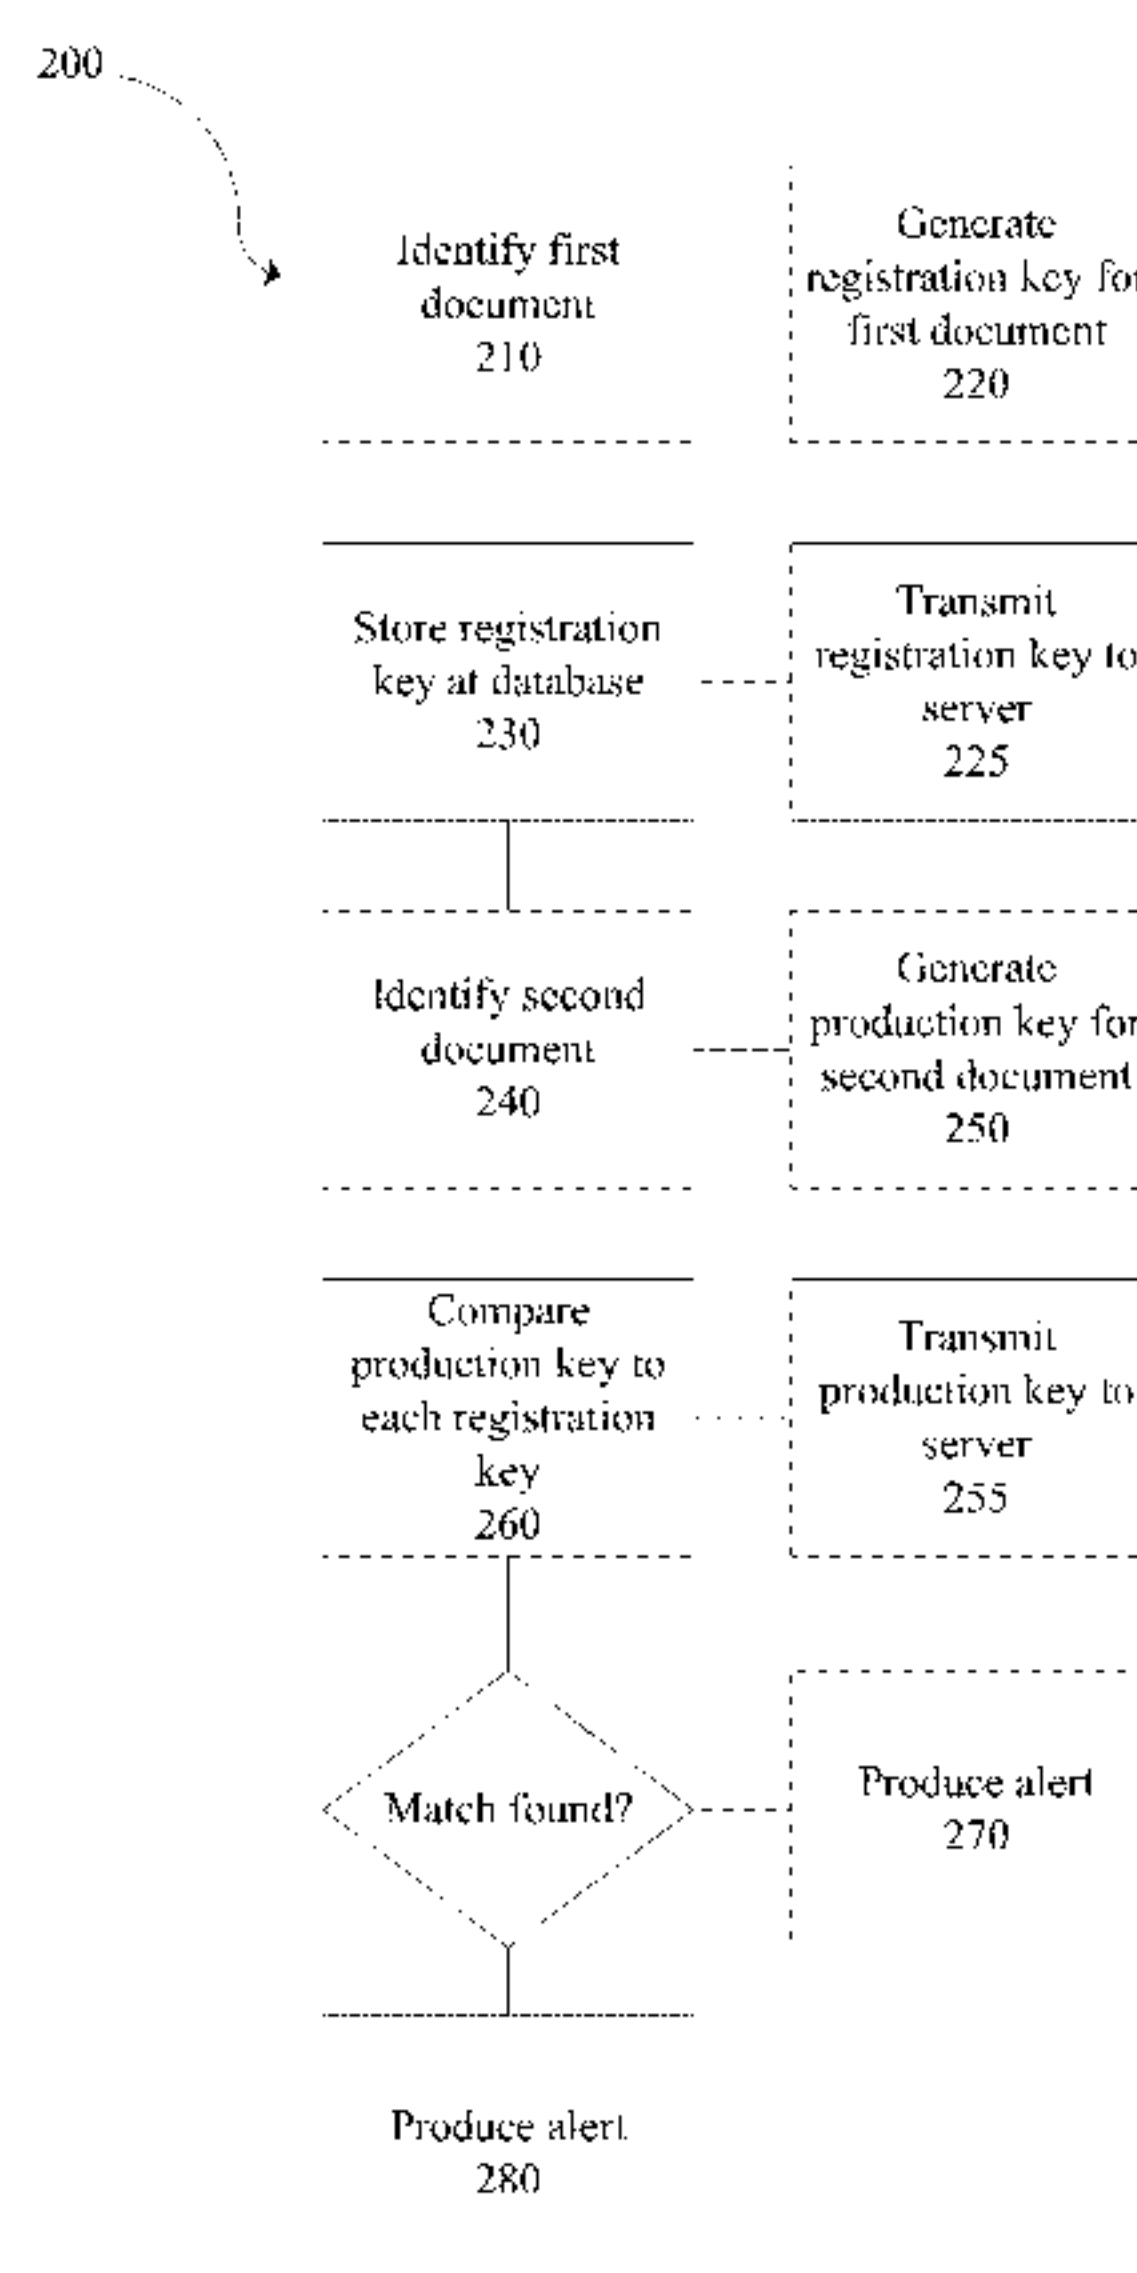 200
Identify first
document
210
Generate
registration key for
first document
220
Store registration
key at database
230
Transmit
registration key to
server
225
Identify second
document
240
Generate
production key for
second document
250
Compare
production key to
each registration
key
260
Transmit
production key to
server
255
Match found?
Produce alert
270
Produce alert
280